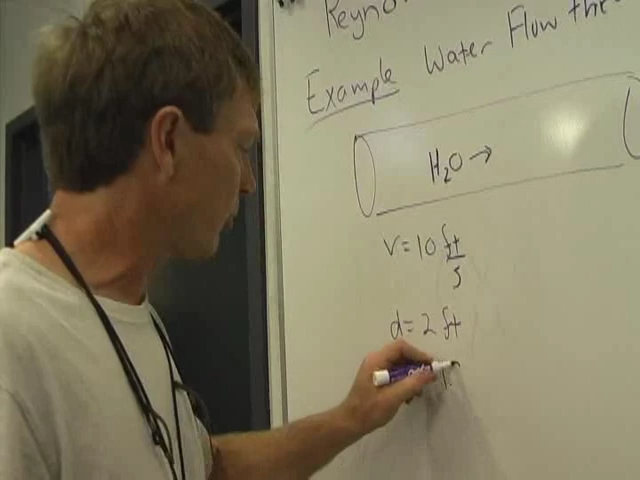 Reyno
Example Water Flow the
H₂O →
V = 10 ft/s
d = 2 ft